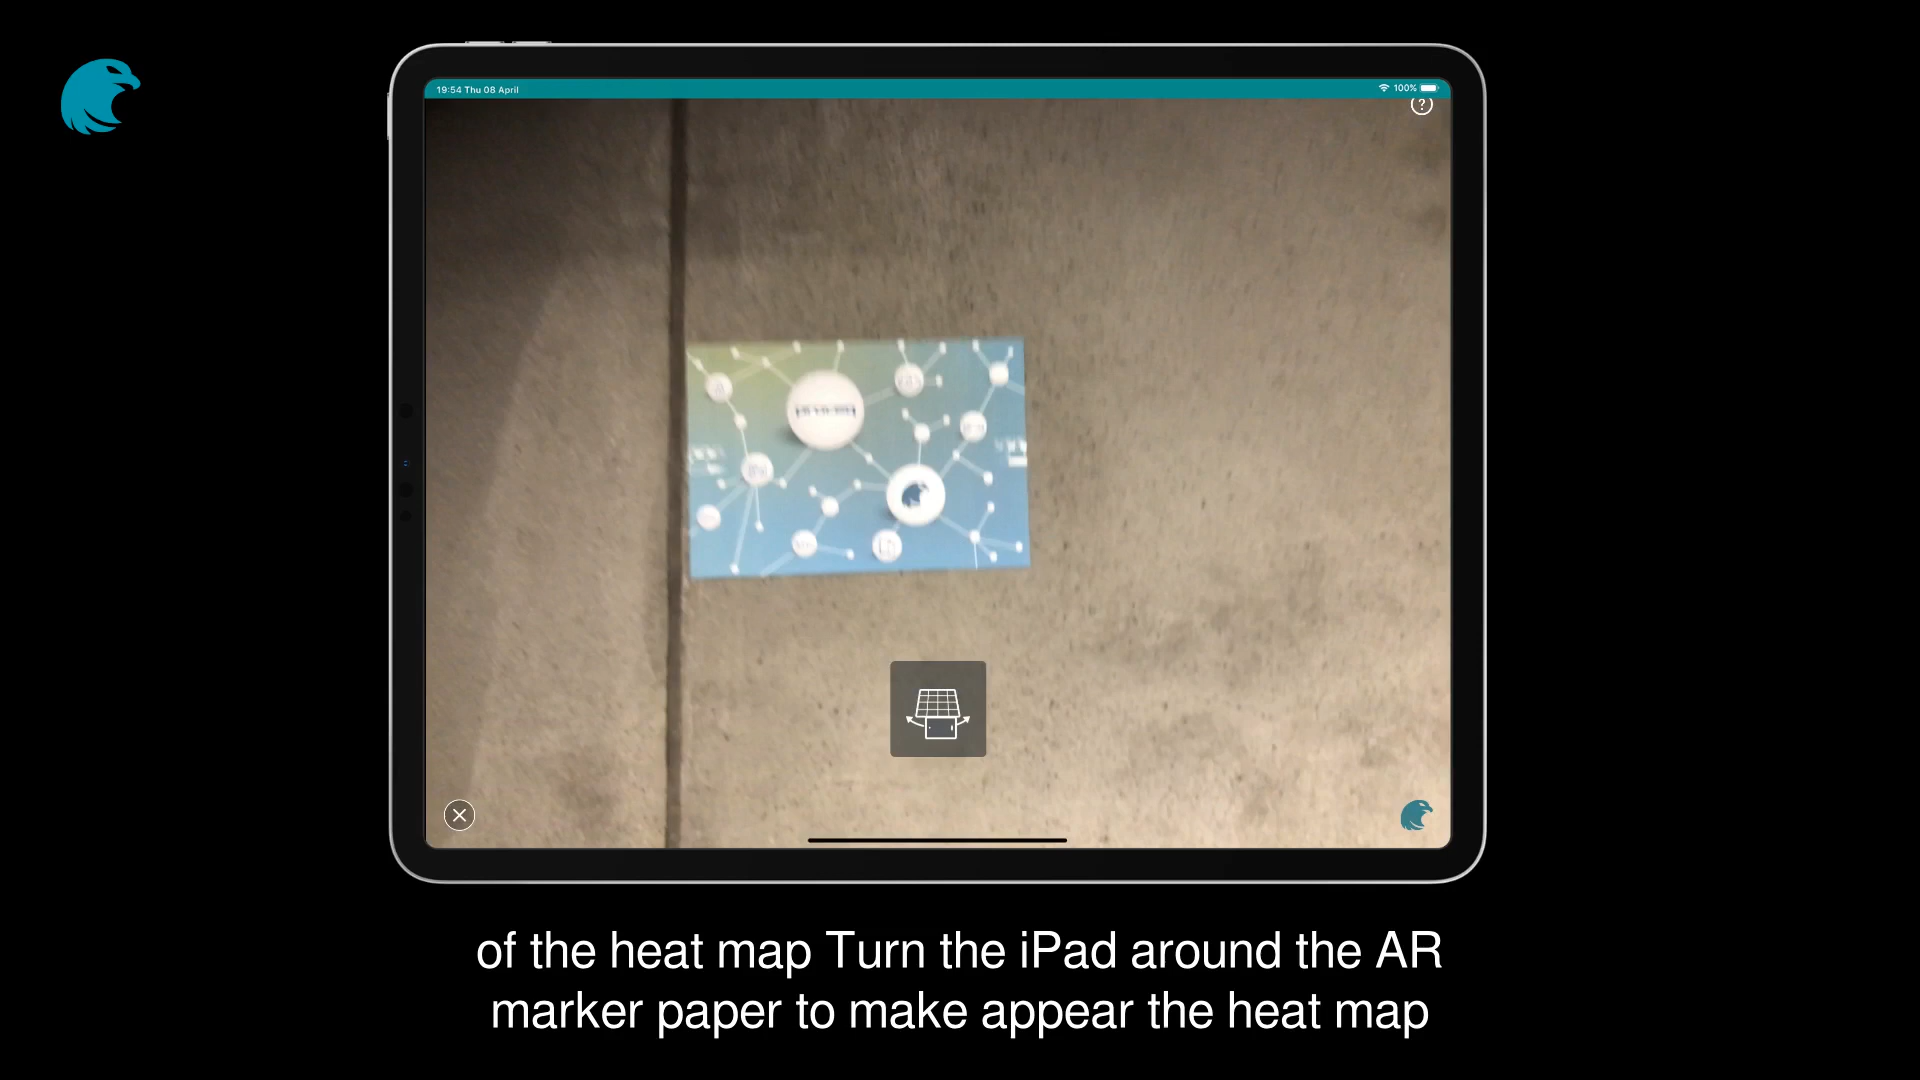 19:54 Thu 08 April
100%
?
of the heat map Turn the iPad around the AR
marker paper to make appear the heat map